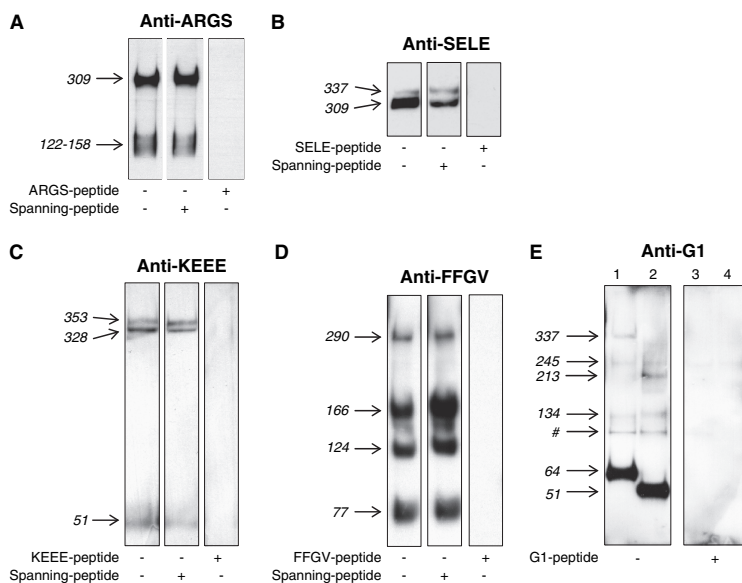 A
Anti-ARGS
309
122-158
ARGS-peptide - - +
Spanning-peptide - + -
B
Anti-SELE
337
309
SELE-peptide - - +
Spanning-peptide - + -
C
Anti-KEEE
353
328
51
KEEE-peptide - - +
Spanning-peptide - + -
D
Anti-FFGV
290
166
124
77
FFGV-peptide - - +
Spanning-peptide - + -
E
Anti-G1
1 2 3 4
337
245
213
134
#
64
51
G1-peptide - +